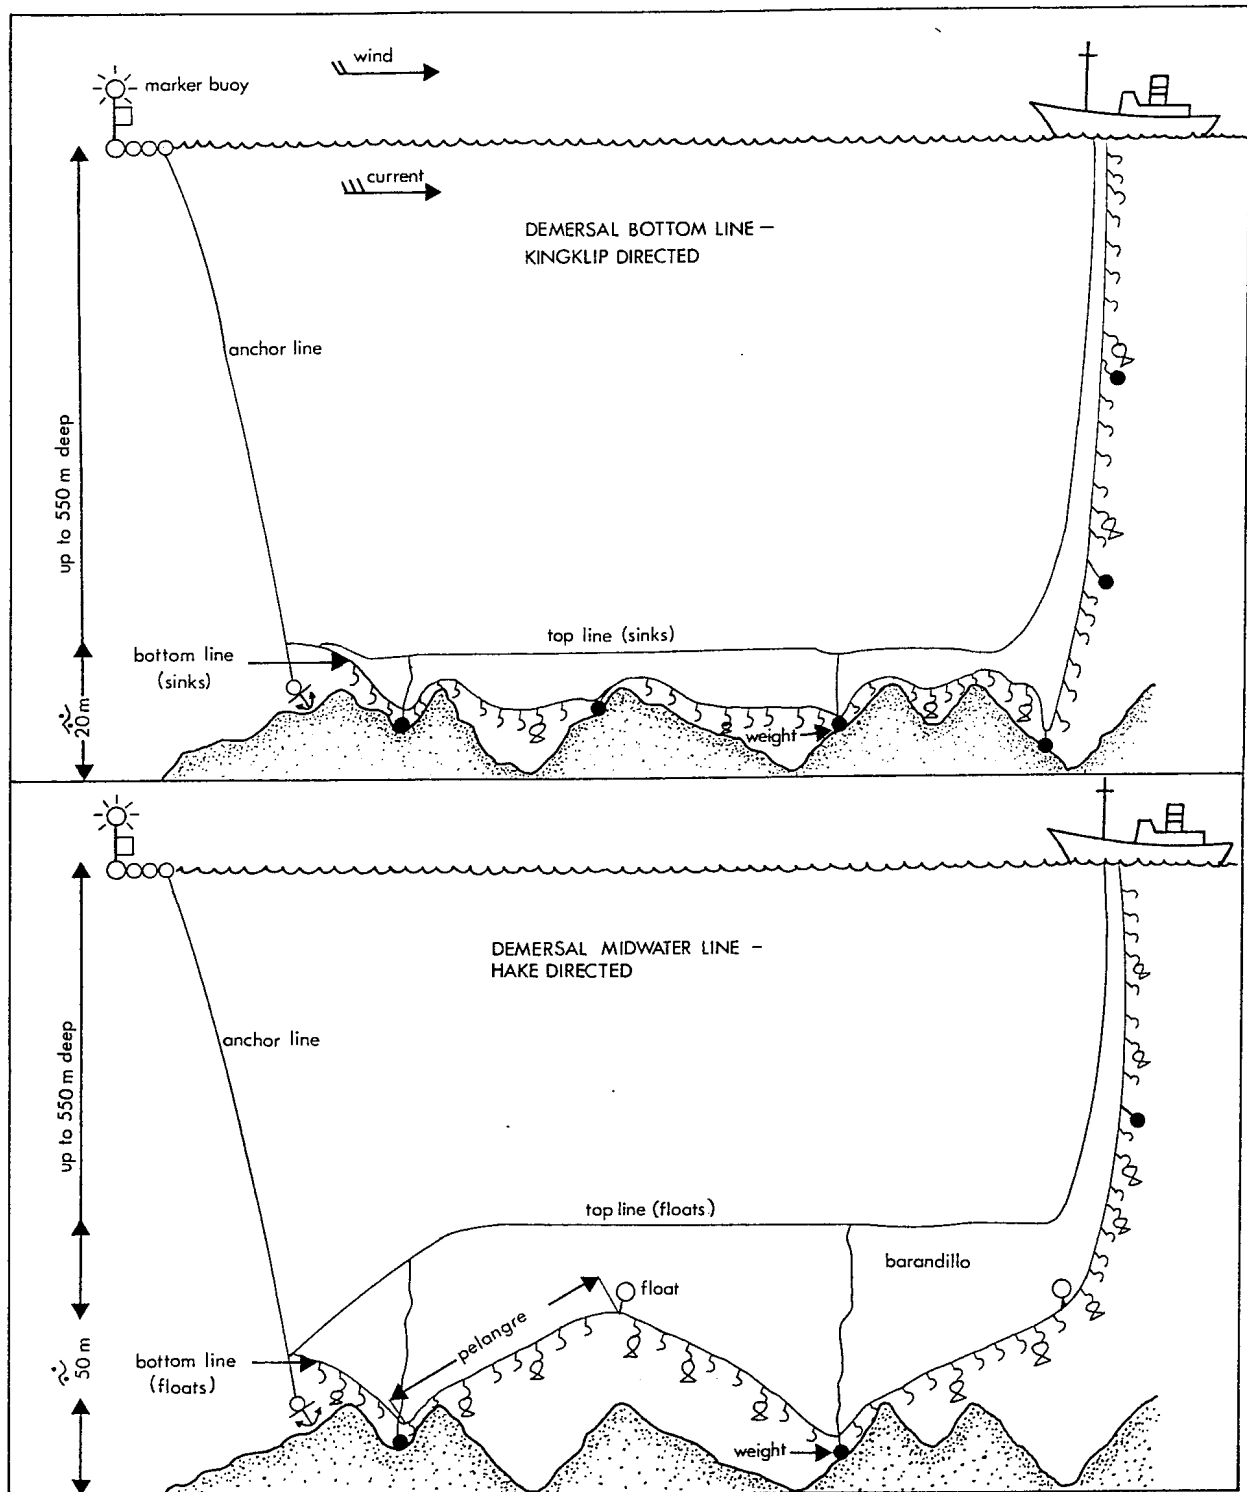 wind
marker buoy
current
DEMERSAL BOTTOM LINE –
KINGKLIP DIRECTED
anchor line
up to 550 m deep
top line (sinks)
bottom line
(sinks)
20 m
weight
DEMERSAL MIDWATER LINE –
HAKE DIRECTED
anchor line
up to 550 m deep
top line (floats)
barandillo
float
pelangre
bottom line
(floats)
50 m
weight